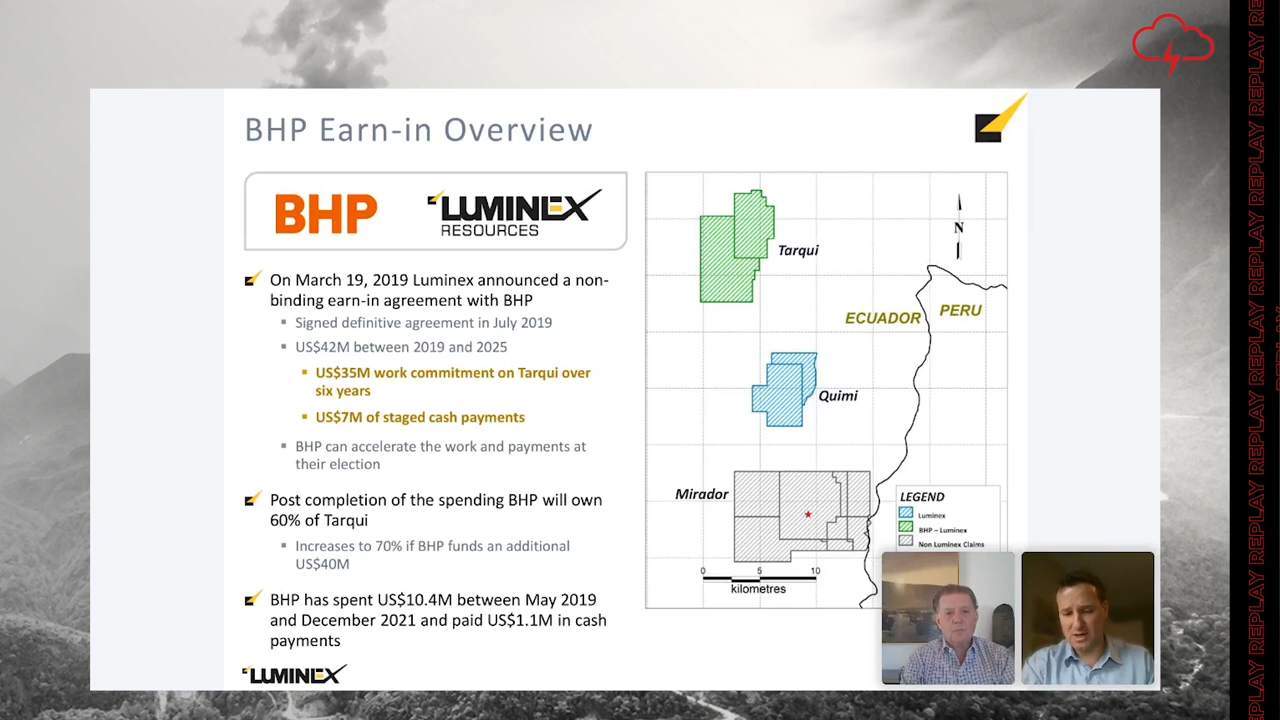 BHP Earn-in Overview
BHP
LUMINEX
RESOURCES
On March 19, 2019 Luminex announced a non-
binding earn-in agreement with BHP
Signed definitive agreement in July 2019
US$42M between 2019 and 2025
US$35M work commitment on Tarqui over
six years
US$7M of staged cash payments
BHP can accelerate the work and payments at
their election
Post completion of the spending BHP will own
60% of Tarqui
Increases to 70% if BHP funds an additional
US$40M
BHP has spent US$10.4M between May 2019
and December 2021 and paid US$1.1M in cash
payments
LUMINEX
Tarqui
N
ECUADOR
PERU
Quimi
Mirador
LEGEND
Luminex
BHP – Luminex
Non Luminex Claims
0 5 10
kilometres
REPLAY REPLAY REPLAY REPLAY REPLAY REPLAY REPLAY REPLAY REPLAY